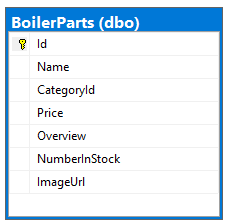 BoilerParts (dbo)
Id
Name
CategoryId
Price
Overview
NumberInStock
ImageUrl